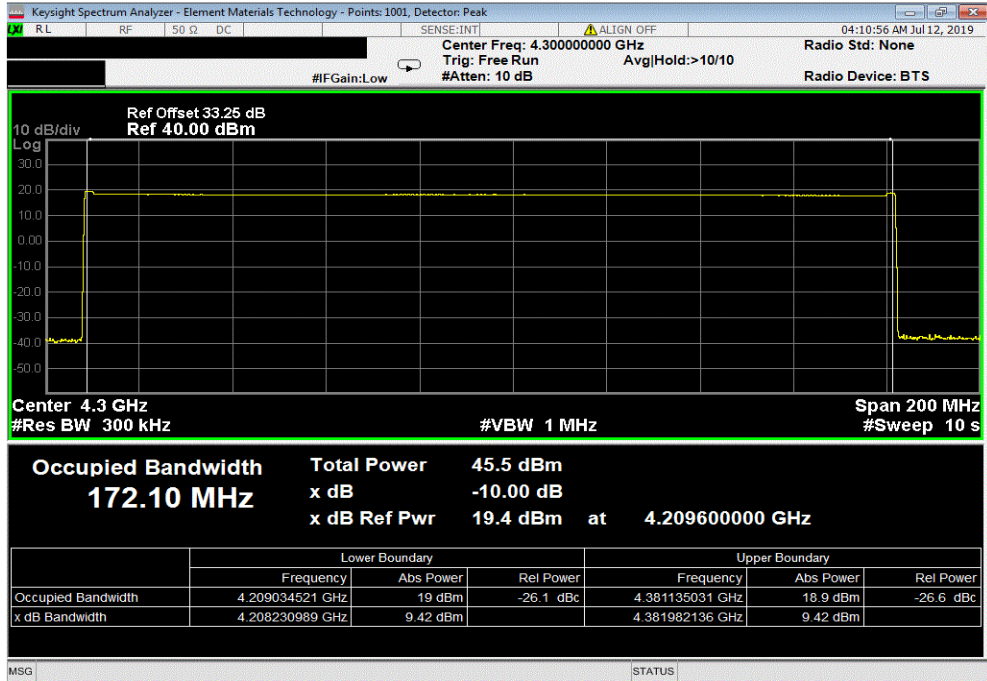 Keysight Spectrum Analyzer - Element Materials Technology - Points: 1001, Detector: Peak
LXI RL RF 50 Ω DC SENSE:INT ALIGN OFF 04:10:56 AM Jul 12, 2019
Center Freq: 4.300000000 GHz Radio Std: None
Trig: Free Run Avg|Hold:>10/10
#IFGain:Low #Atten: 10 dB Radio Device: BTS
Ref Offset 33.25 dB
10 dB/div Ref 40.00 dBm
Log
30.0
20.0
10.0
0.00
-10.0
-20.0
-30.0
-40.0
-50.0
Center 4.3 GHz Span 200 MHz
#Res BW 300 kHz #VBW 1 MHz #Sweep 10 s
Occupied Bandwidth Total Power 45.5 dBm
172.10 MHz x dB -10.00 dB
x dB Ref Pwr 19.4 dBm at 4.209600000 GHz
Lower Boundary Upper Boundary
Frequency Abs Power Rel Power Frequency Abs Power Rel Power
Occupied Bandwidth 4.209034521 GHz 19 dBm -26.1 dBc 4.381135031 GHz 18.9 dBm -26.6 dBc
x dB Bandwidth 4.208230989 GHz 9.42 dBm 4.381982136 GHz 9.42 dBm
MSG STATUS